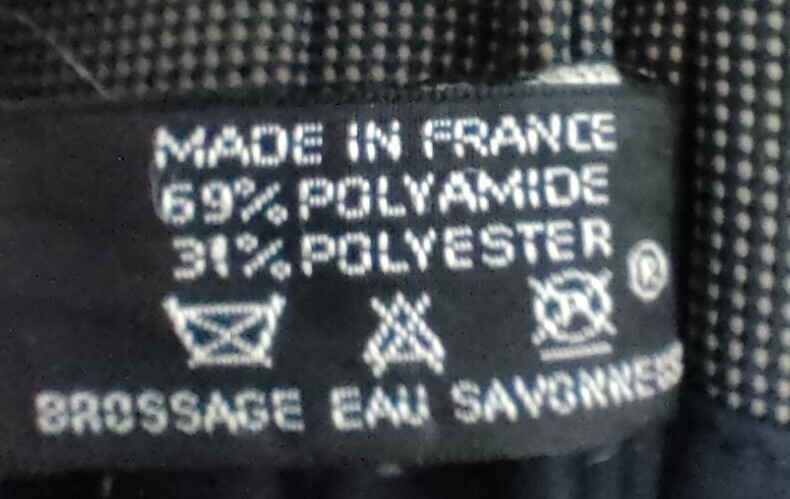 MADE IN FRANCE
69% POLYAMIDE
31% POLYESTER
®
BROSSAGE EAU SAVONNEUSE